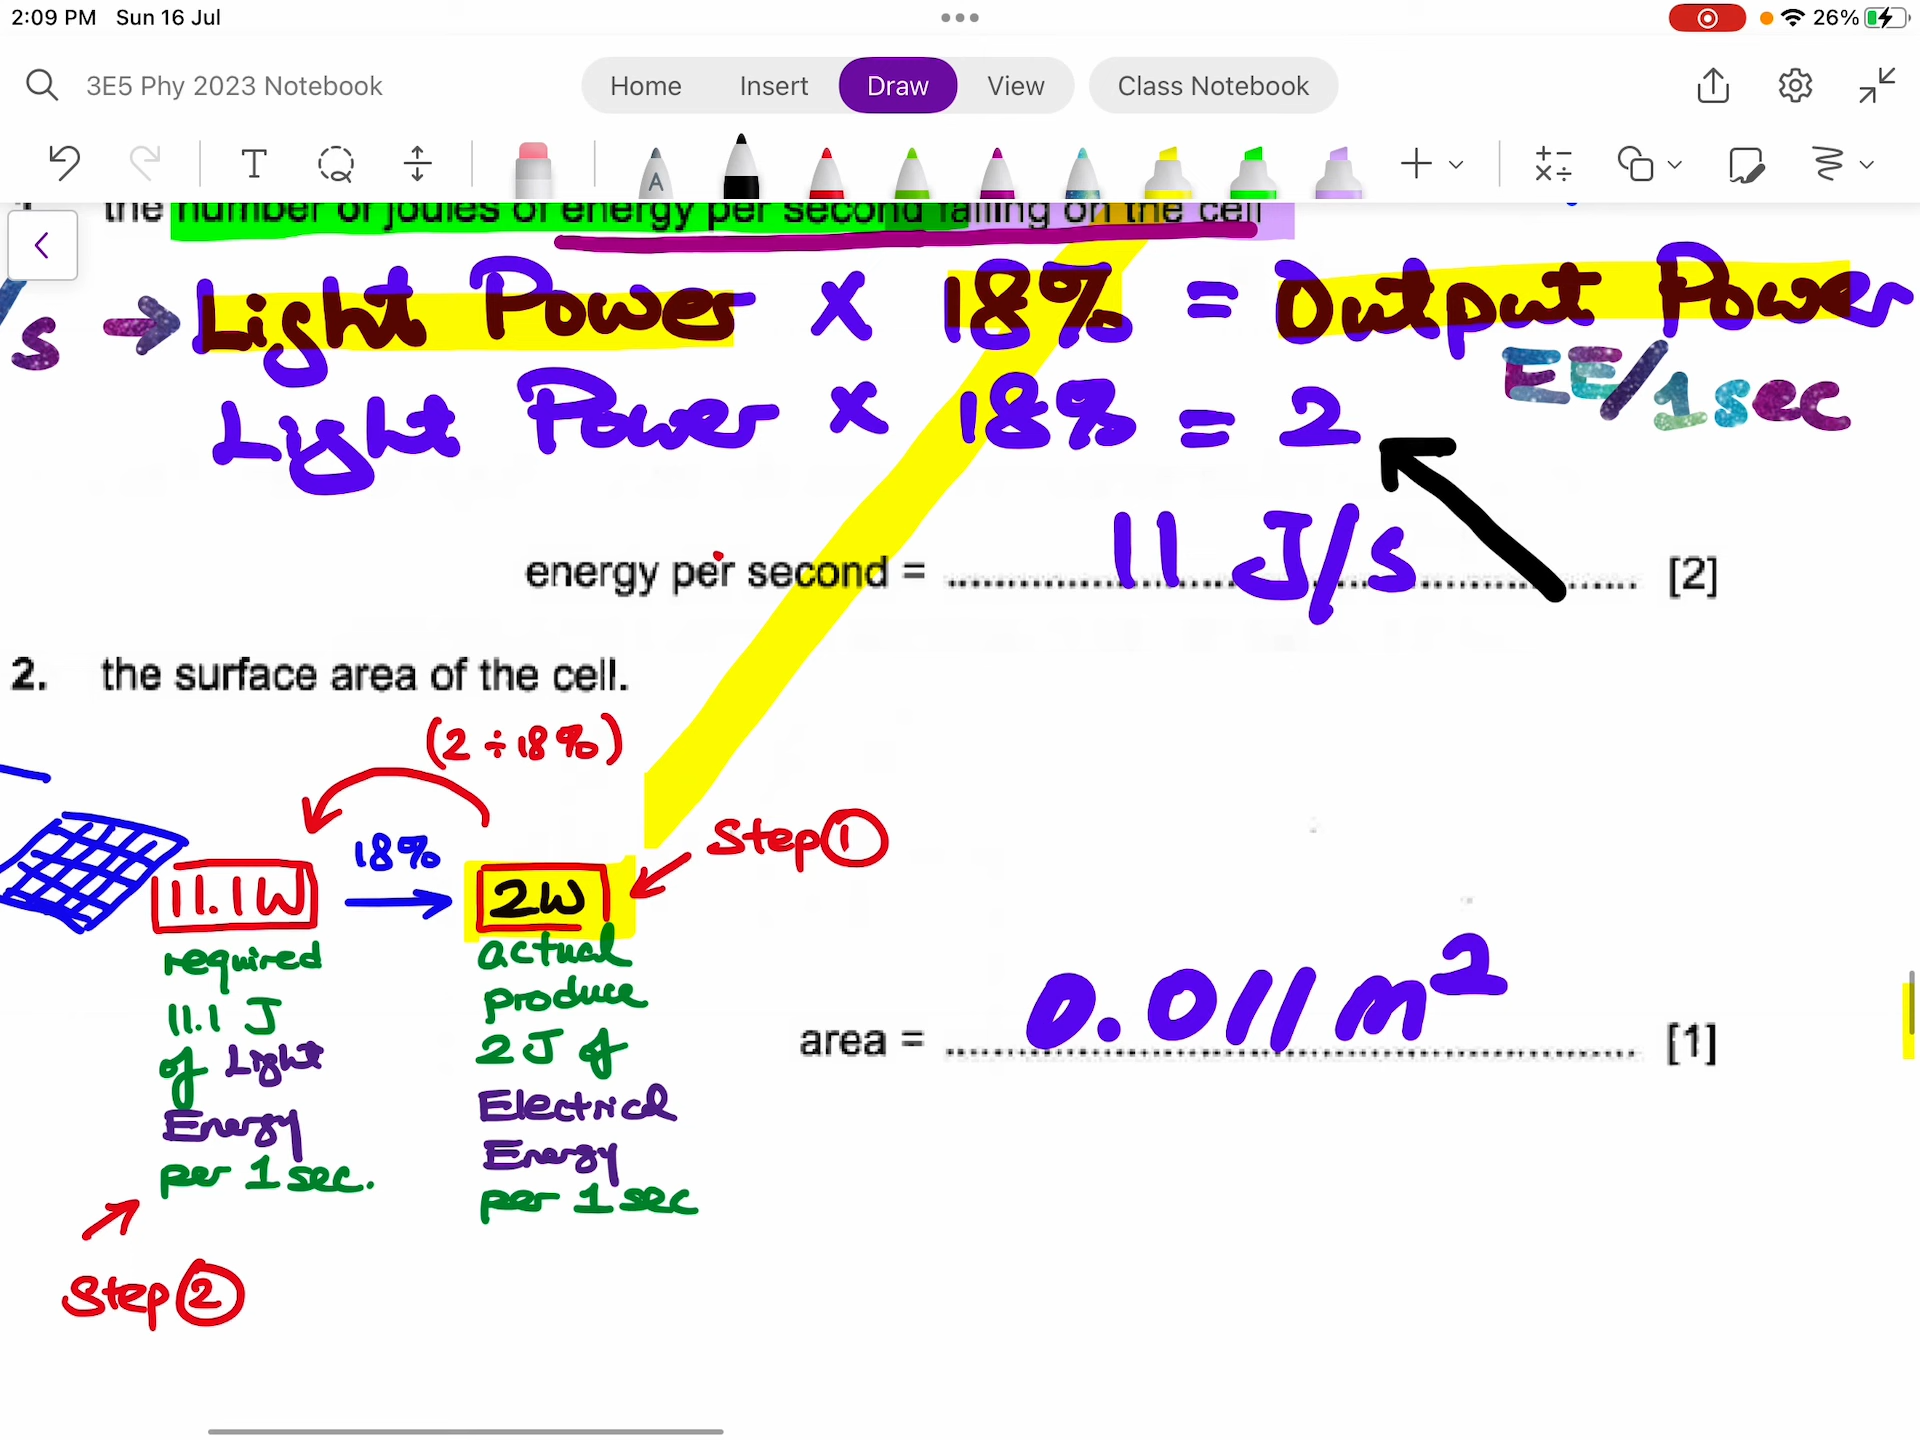 2:09 PM Sun 16 Jul
26%
3E5 Phy 2023 Notebook
Home Insert Draw View Class Notebook
T
A
the number of joules of energy per second falling on the cell
s → Light Power × 18% = Output Power
EE/1sec
Light Power × 18% = 2
energy per second = 11 J/s [2]
2. the surface area of the cell.
(2 ÷ 18%)
Step 1
18%
11.1W
2W
required
11.1 J
of Light
Energy
per 1 sec.
actual
produce
2J of
Electrical
Energy
per 1 sec
area = 0.011 m² [1]
Step 2